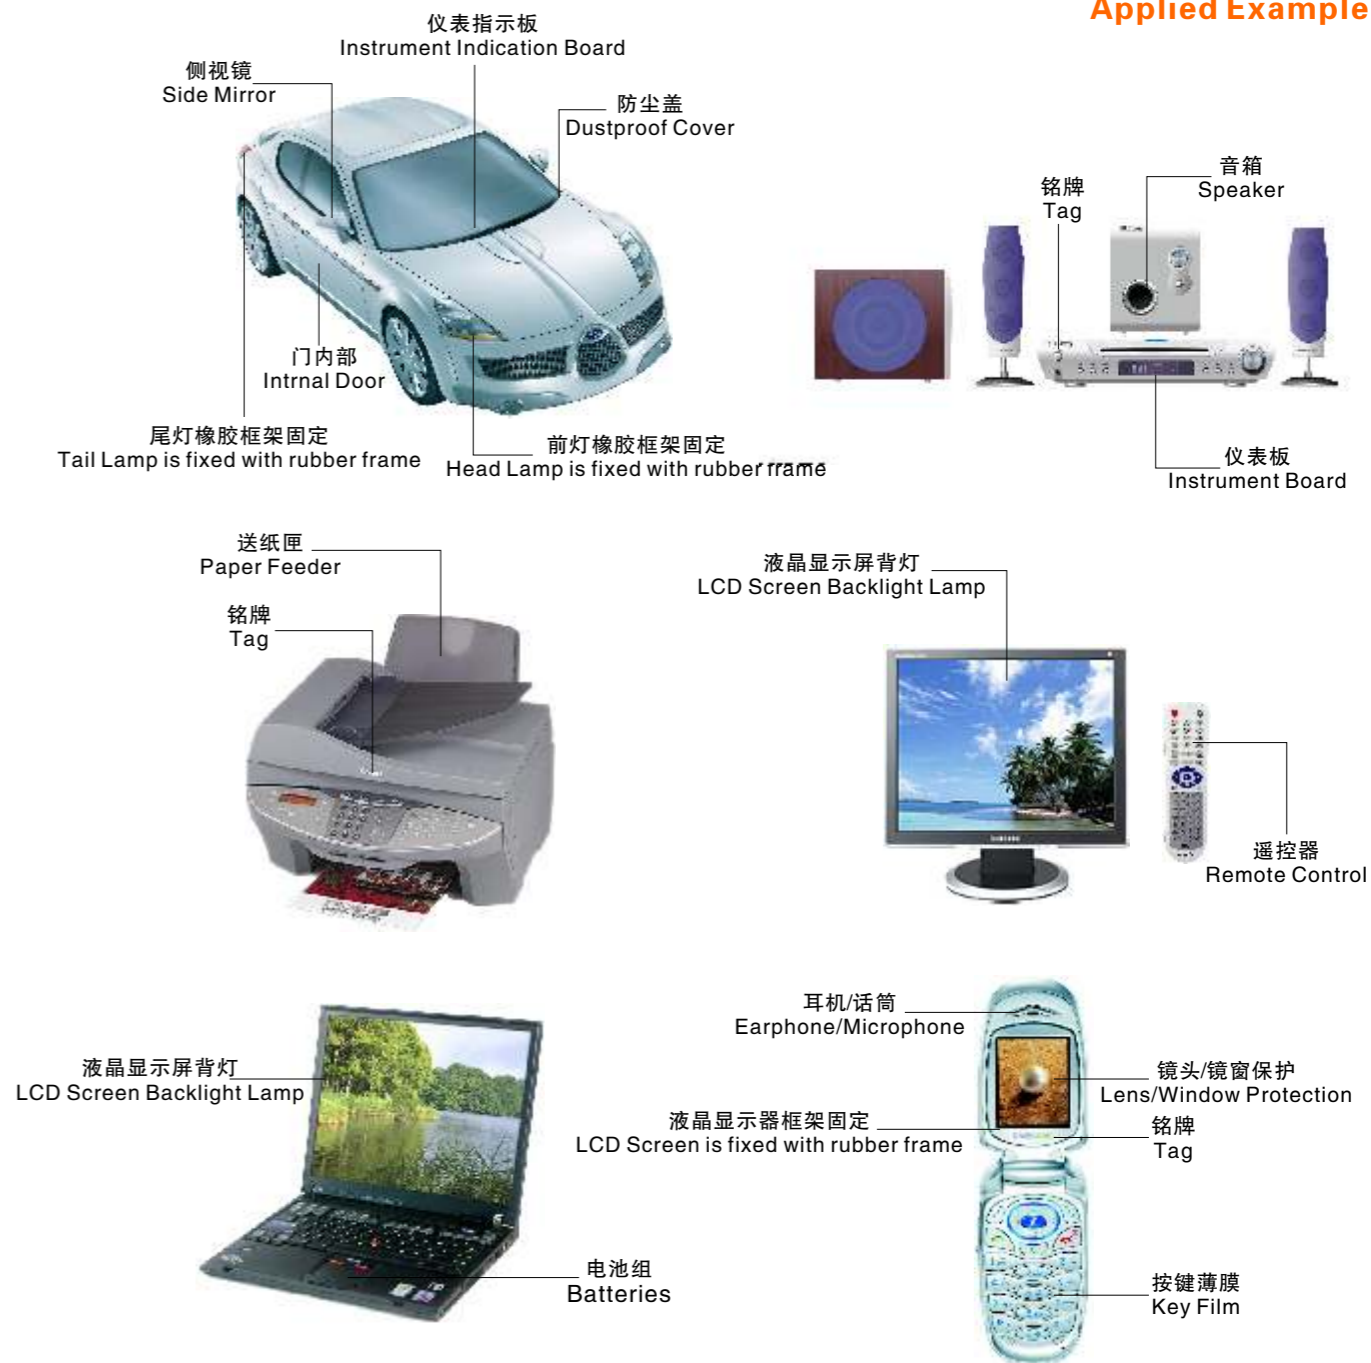 Applied Example
仪表指示板
Instrument Indication Board
侧视镜
Side Mirror
防尘盖
Dustproof Cover
门内部
Intrnal Door
尾灯橡胶框架固定
Tail Lamp is fixed with rubber frame
前灯橡胶框架固定
Head Lamp is fixed with rubber frame
音箱
Speaker
铭牌
Tag
仪表板
Instrument Board
送纸匣
Paper Feeder
铭牌
Tag
液晶显示屏背灯
LCD Screen Backlight Lamp
SAMSUNG
遥控器
Remote Control
液晶显示屏背灯
LCD Screen Backlight Lamp
电池组
Batteries
耳机/话筒
Earphone/Microphone
镜头/镜窗保护
Lens/Window Protection
液晶显示器框架固定
LCD Screen is fixed with rubber frame
铭牌
Tag
按键薄膜
Key Film